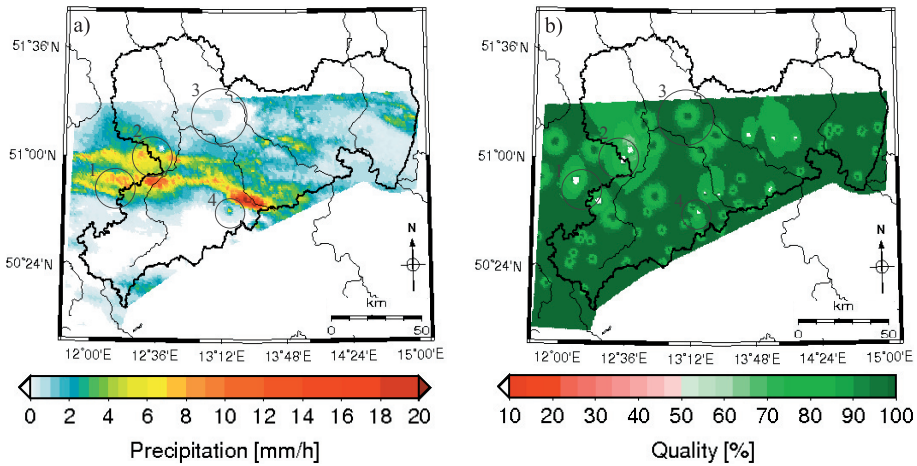 a)
51°36'N
51°00'N
50°24'N
3
2
1
4
N
km
0 50
12°00'E 12°36'E 13°12'E 13°48'E 14°24'E 15°00'E
0 2 4 6 8 10 12 14 16 18 20
Precipitation [mm/h]
b)
51°36'N
51°00'N
50°24'N
3
2
1
4
N
km
0 50
12°00'E 12°36'E 13°12'E 13°48'E 14°24'E 15°00'E
10 20 30 40 50 60 70 80 90 100
Quality [%]